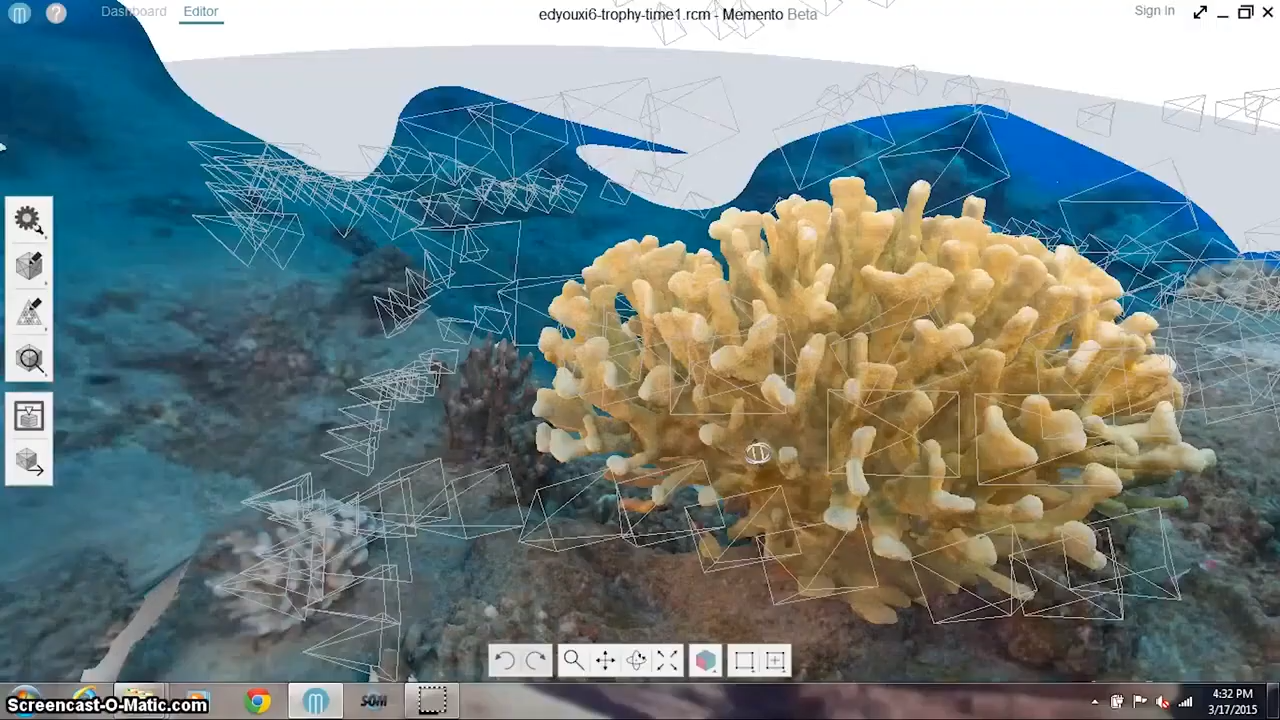 Dashboard
Editor
edyouxi6-trophy-time1.rcm - Memento Beta
Sign In
SOM
4:32 PM
3/17/2015
Screencast-O-Matic.com